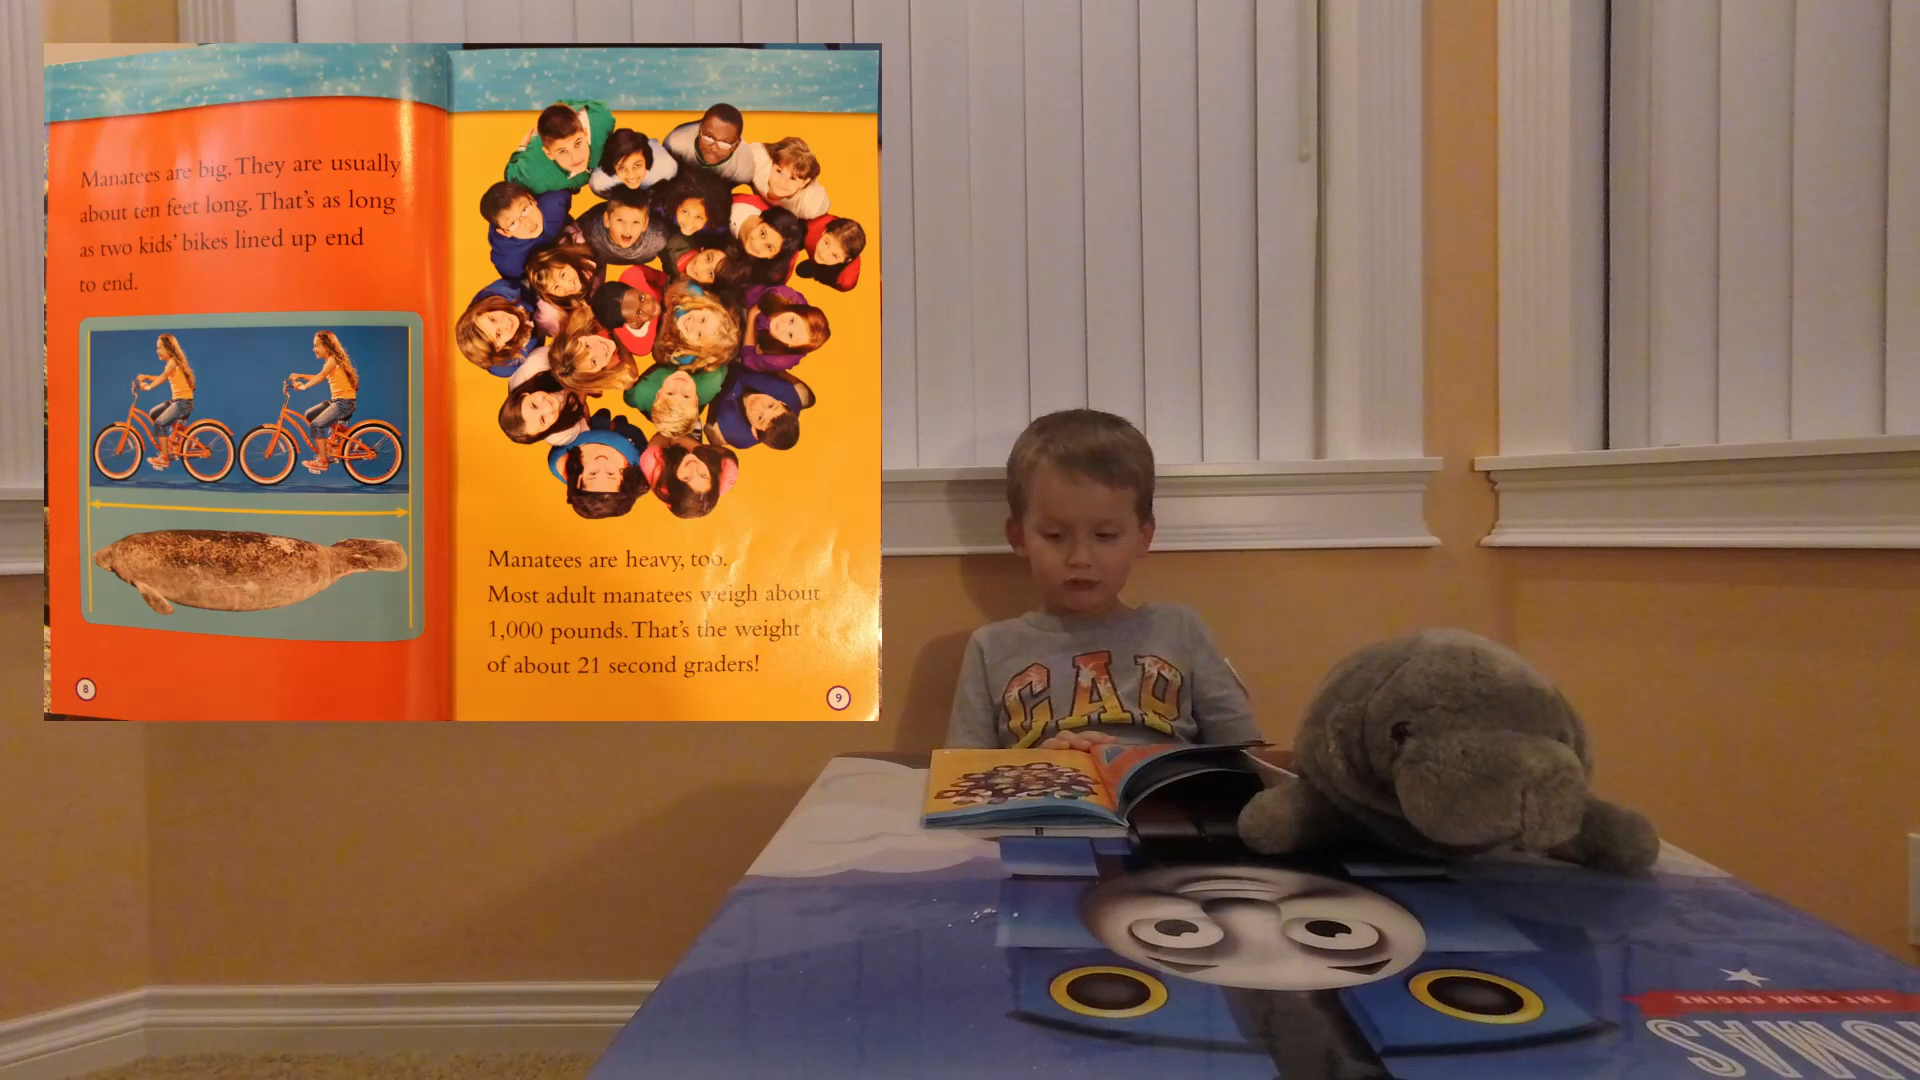 Manatees are big. They are usually
about ten feet long. That's as long
as two kids' bikes lined up end
to end.
8
Manatees are heavy, too.
Most adult manatees weigh about
1,000 pounds. That's the weight
of about 21 second graders!
9
GAP
THE TANK ENGINE